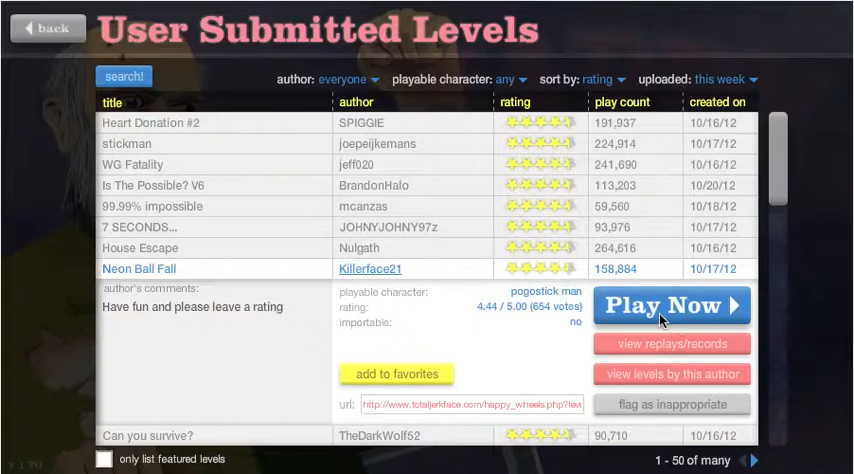 back
User Submitted Levels
search!
author: everyone playable character: any sort by: rating uploaded: this week
title author rating play count created on
Heart Donation #2 SPIGGIE 191,937 10/16/12
stickman joepeijkemans 224,914 10/17/12
WG Fatality jeff020 241,690 10/16/12
Is The Possible? V6 BrandonHalo 113,203 10/20/12
99.99% impossible mcanzas 59,560 10/18/12
7 SECONDS... JOHNYJOHNY97z 93,976 10/17/12
House Escape Nulgath 264,616 10/16/12
Neon Ball Fall Killerface21 158,884 10/17/12
author's comments:
Have fun and please leave a rating
playable character: pogostick man
rating: 4.44 / 5.00 (654 votes)
importable: no
Play Now
view replays/records
add to favorites
view levels by this author
url: http://www.totaljerkface.com/happy_wheels.php?lev
flag as inappropriate
Can you survive? TheDarkWolf52 90,710 10/16/12
only list featured levels
1 - 50 of many
v 1.70